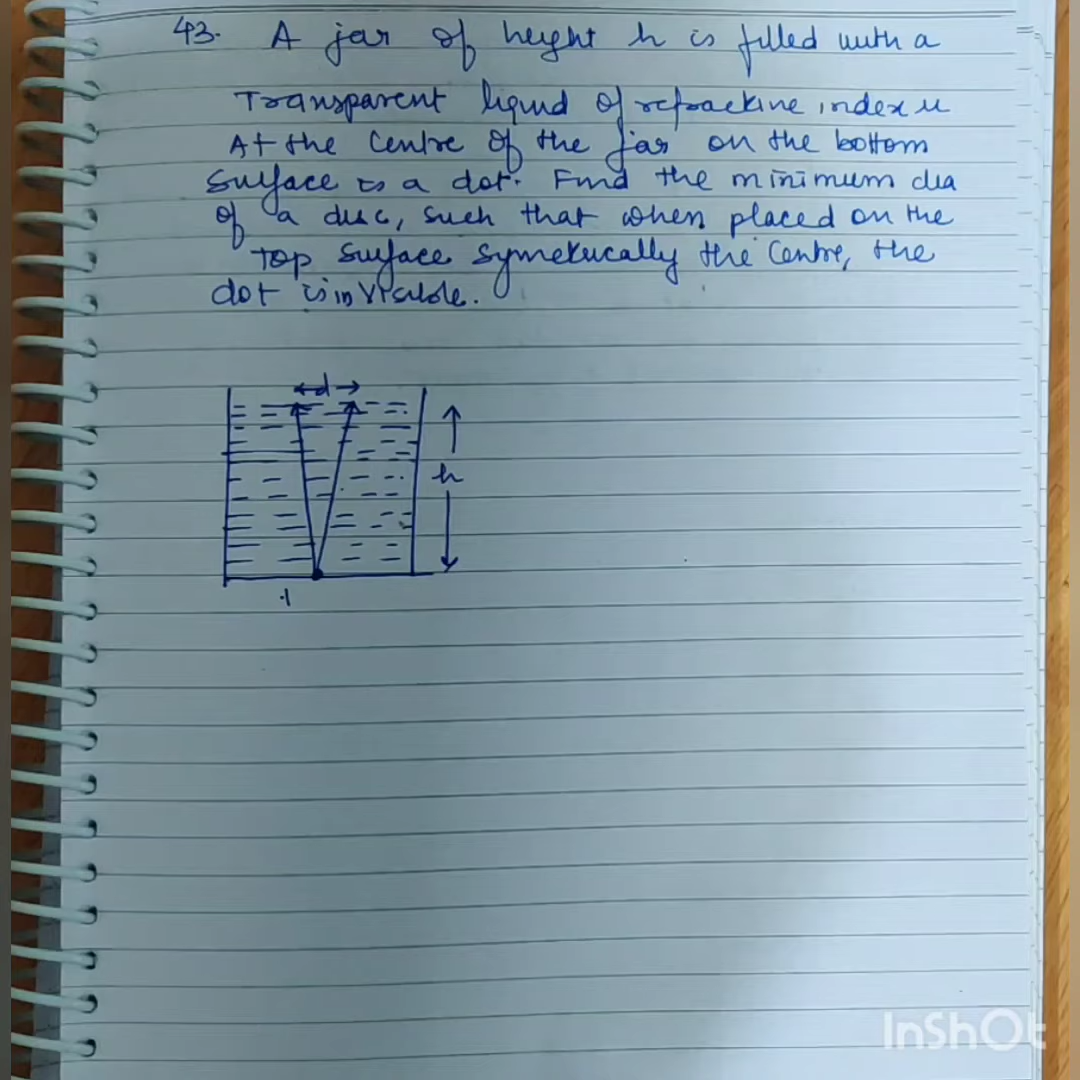 43. A jar of height h is filled with a
Transparent liquid of refractive index μ
At the Centre of the jar on the bottom
Surface is a dot. Find the minimum dia
of a disc, such that when placed on the
Top Surface symetrically the Centre, the
dot is invisible.
d
h
InShOt